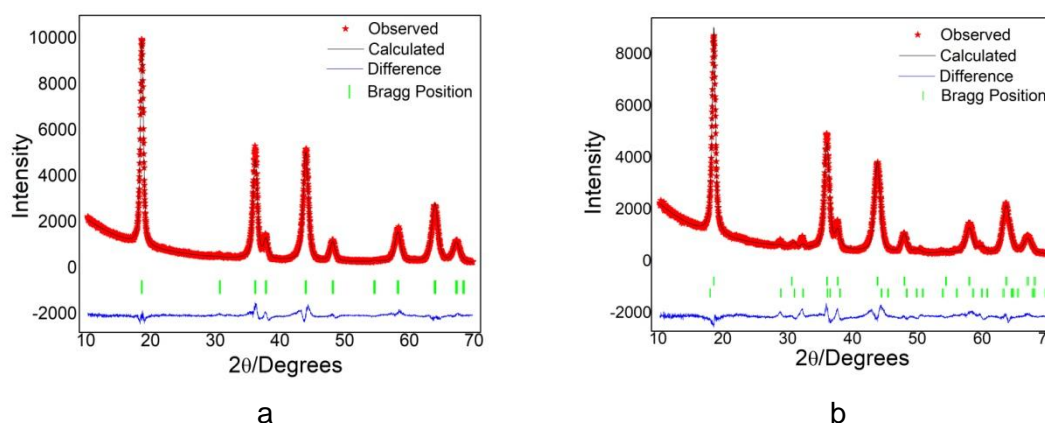 10000
8000
6000
4000
2000
0
-2000
Intensity
Observed
Calculated
Difference
Bragg Position
10 20 30 40 50 60 70
2θ/Degrees
a
8000
6000
4000
2000
0
-2000
Intensity
Observed
Calculated
Difference
Bragg Position
10 20 30 40 50 60 70
2θ/Degrees
b